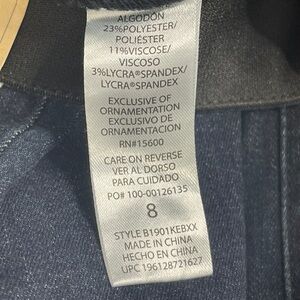 ALGODÓN
23%POLYESTER/
POLIÉSTER
11%VISCOSE/
VISCOSO
3%LYCRA®SPANDEX/
LYCRA®SPANDEX
EXCLUSIVE OF
ORNAMENTATION
EXCLUSIVO DE
ORNAMENTACION
RN#15600
CARE ON REVERSE
VER AL DORSO
PARA CUIDADO
PO# 100-00126135
8
STYLE B1901KEBXX
MADE IN CHINA
HECHO EN CHINA
UPC 196128721627